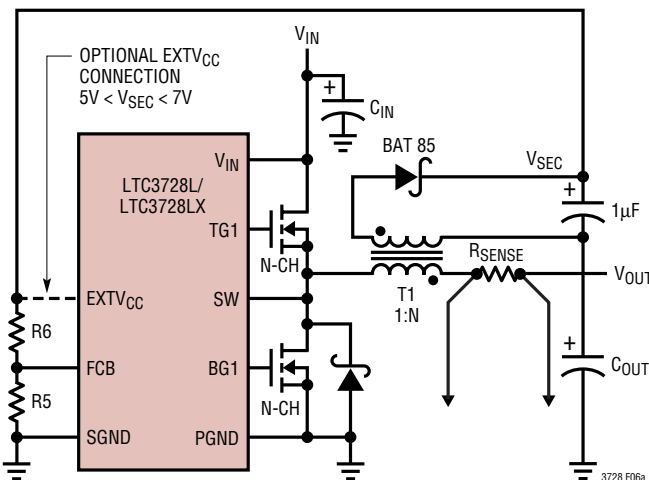 OPTIONAL EXTVCC
CONNECTION
5V < VSEC < 7V
VIN
+
CIN
BAT 85
VSEC
+
1µF
VIN
LTC3728L/
LTC3728LX
TG1
N-CH
RSENSE
VOUT
T1
1:N
EXTVCC
SW
R6
FCB
BG1
N-CH
+
COUT
R5
SGND
PGND
3728 F06a